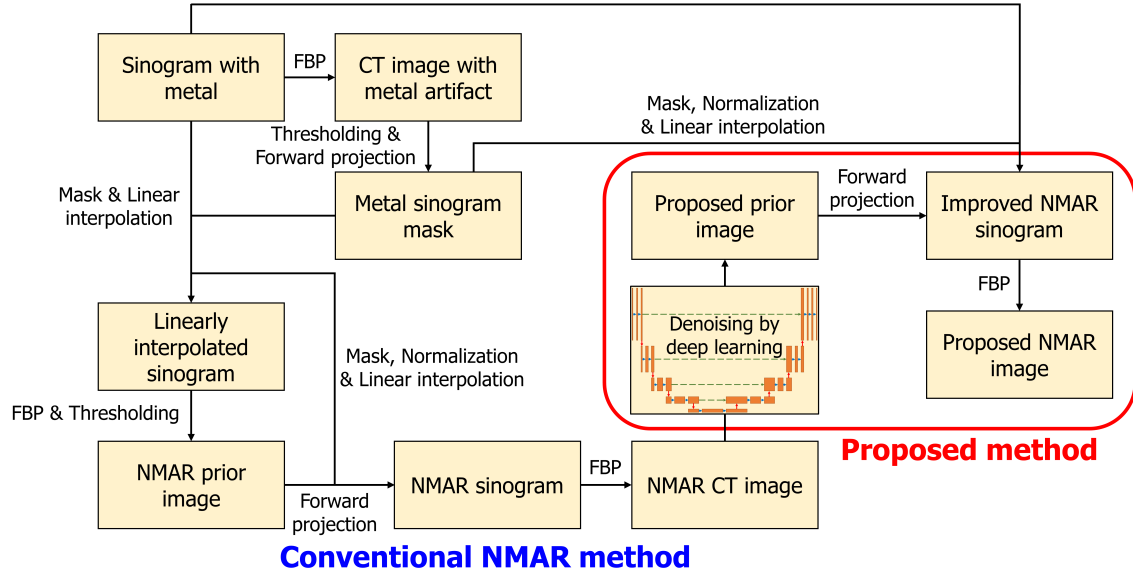 Sinogram with
metal
FBP
CT image with
metal artifact
Thresholding &
Forward projection
Mask, Normalization
& Linear interpolation
Mask & Linear
interpolation
Metal sinogram
mask
Proposed prior
image
Forward
projection
Improved NMAR
sinogram
FBP
Linearly
interpolated
sinogram
Denoising by
deep learning
Proposed NMAR
image
Mask, Normalization
& Linear interpolation
FBP & Thresholding
Proposed method
NMAR prior
image
Forward
projection
NMAR sinogram
FBP
NMAR CT image
Conventional NMAR method